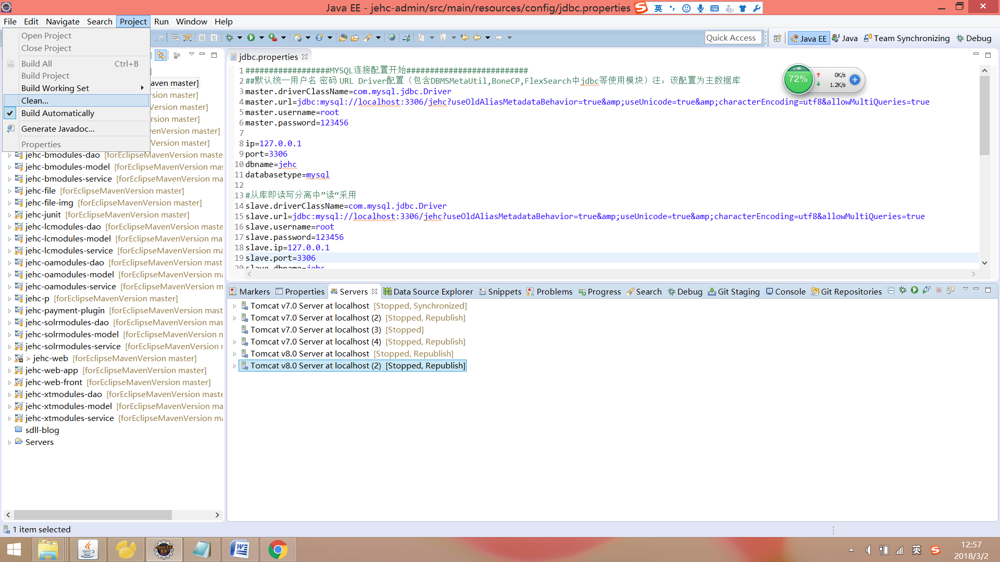 Java EE - jehc-admin/src/main/resources/config/jdbc.properties
英
File Edit Navigate Search Project Run Window Help
Open Project
Close Project
Build All Ctrl+B
Build Project
Build Working Set
Clean...
Build Automatically
Generate Javadoc...
Properties
Quick Access
Java EE
Java
Team Synchronizing
Debug
aven master]
rsion master]
ersion master]
rsion master]
enVersion master]
Version master]
jehc-bmodules-dao [forEclipseMavenVersion maste
jehc-bmodules-model [forEclipseMavenVersion mas
jehc-bmodules-service [forEclipseMavenVersion ma
jehc-file [forEclipseMavenVersion master]
jehc-file-img [forEclipseMavenVersion master]
jehc-junit [forEclipseMavenVersion master]
jehc-lcmodules-dao [forEclipseMavenVersion maste
jehc-lcmodules-model [forEclipseMavenVersion mas
jehc-lcmodules-service [forEclipseMavenVersion ma
jehc-oamodules-dao [forEclipseMavenVersion mast
jehc-oamodules-model [forEclipseMavenVersion ma
jehc-oamodules-service [forEclipseMavenVersion m
jehc-p [forEclipseMavenVersion master]
jehc-payment-plugin [forEclipseMavenVersion mast
jehc-solrmodules-dao [forEclipseMavenVersion mas
jehc-solrmodules-model [forEclipseMavenVersion m
jehc-solrmodules-service [forEclipseMavenVersion
> jehc-web [forEclipseMavenVersion master]
jehc-web-app [forEclipseMavenVersion master]
jehc-web-front [forEclipseMavenVersion master]
jehc-xtmodules-dao [forEclipseMavenVersion maste
jehc-xtmodules-model [forEclipseMavenVersion ma
jehc-xtmodules-service [forEclipseMavenVersion ma
sdll-blog
Servers
jdbc.properties
1 ##################MYSQL连接配置开始##########################
2 ##默认统一用户名 密码 URL Driver配置（包含DBMSMetaUtil,BoneCP,FlexSearch中jdbc等使用模块）注：该配置为主数据库
3 master.driverClassName=com.mysql.jdbc.Driver
4 master.url=jdbc:mysql://localhost:3306/jehc?useOldAliasMetadataBehavior=true&amp;useUnicode=true&amp;characterEncoding=utf8&allowMultiQueries=true
5 master.username=root
6 master.password=123456
7
8 ip=127.0.0.1
9 port=3306
10 dbname=jehc
11 databasetype=mysql
12
13 #从库即读写分离中”读“采用
14 slave.driverClassName=com.mysql.jdbc.Driver
15 slave.url=jdbc:mysql://localhost:3306/jehc?useOldAliasMetadataBehavior=true&amp;useUnicode=true&amp;characterEncoding=utf8&allowMultiQueries=true
16 slave.username=root
17 slave.password=123456
18 slave.ip=127.0.0.1
19 slave.port=3306
20 slave.dbname=jehc
72%
0K/s
1.2K/s
Markers Properties Servers Data Source Explorer Snippets Problems Progress Search Debug Git Staging Console Git Repositories
Tomcat v7.0 Server at localhost [Stopped, Synchronized]
Tomcat v7.0 Server at localhost (2) [Stopped, Republish]
Tomcat v7.0 Server at localhost (3) [Stopped]
Tomcat v7.0 Server at localhost (4) [Stopped, Republish]
Tomcat v8.0 Server at localhost [Stopped, Republish]
Tomcat v8.0 Server at localhost (2) [Stopped, Republish]
1 item selected
英
12:57
2018/3/2